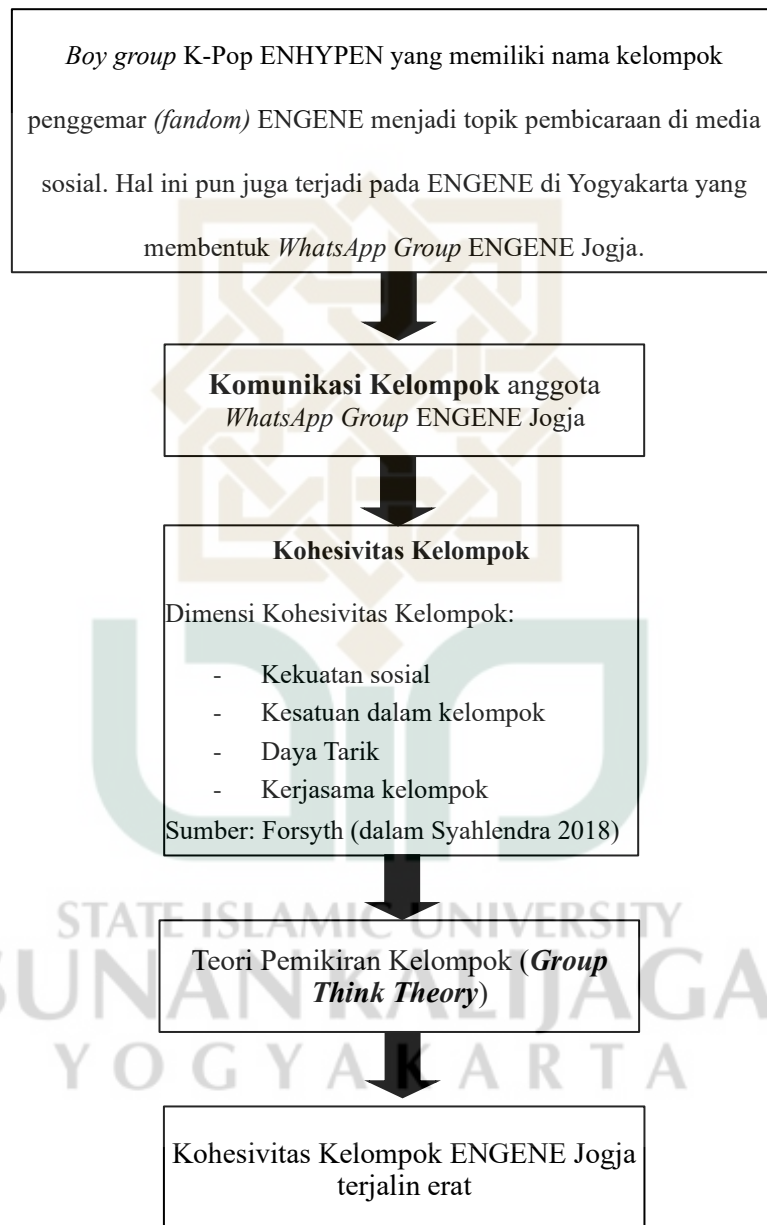 Boy group K-Pop ENHYPEN yang memiliki nama kelompok
penggemar (fandom) ENGENE menjadi topik pembicaraan di media
sosial. Hal ini pun juga terjadi pada ENGENE di Yogyakarta yang
membentuk WhatsApp Group ENGENE Jogja.
Komunikasi Kelompok anggota
WhatsApp Group ENGENE Jogja
Kohesivitas Kelompok
Dimensi Kohesivitas Kelompok:
- Kekuatan sosial
- Kesatuan dalam kelompok
- Daya Tarik
- Kerjasama kelompok
Sumber: Forsyth (dalam Syahlendra 2018)
STATE ISLAMIC UNIVERSITY
Teori Pemikiran Kelompok (Group
Think Theory)
SUNAN KALIJAGA
YOGYAKARTA
Kohesivitas Kelompok ENGENE Jogja
terjalin erat